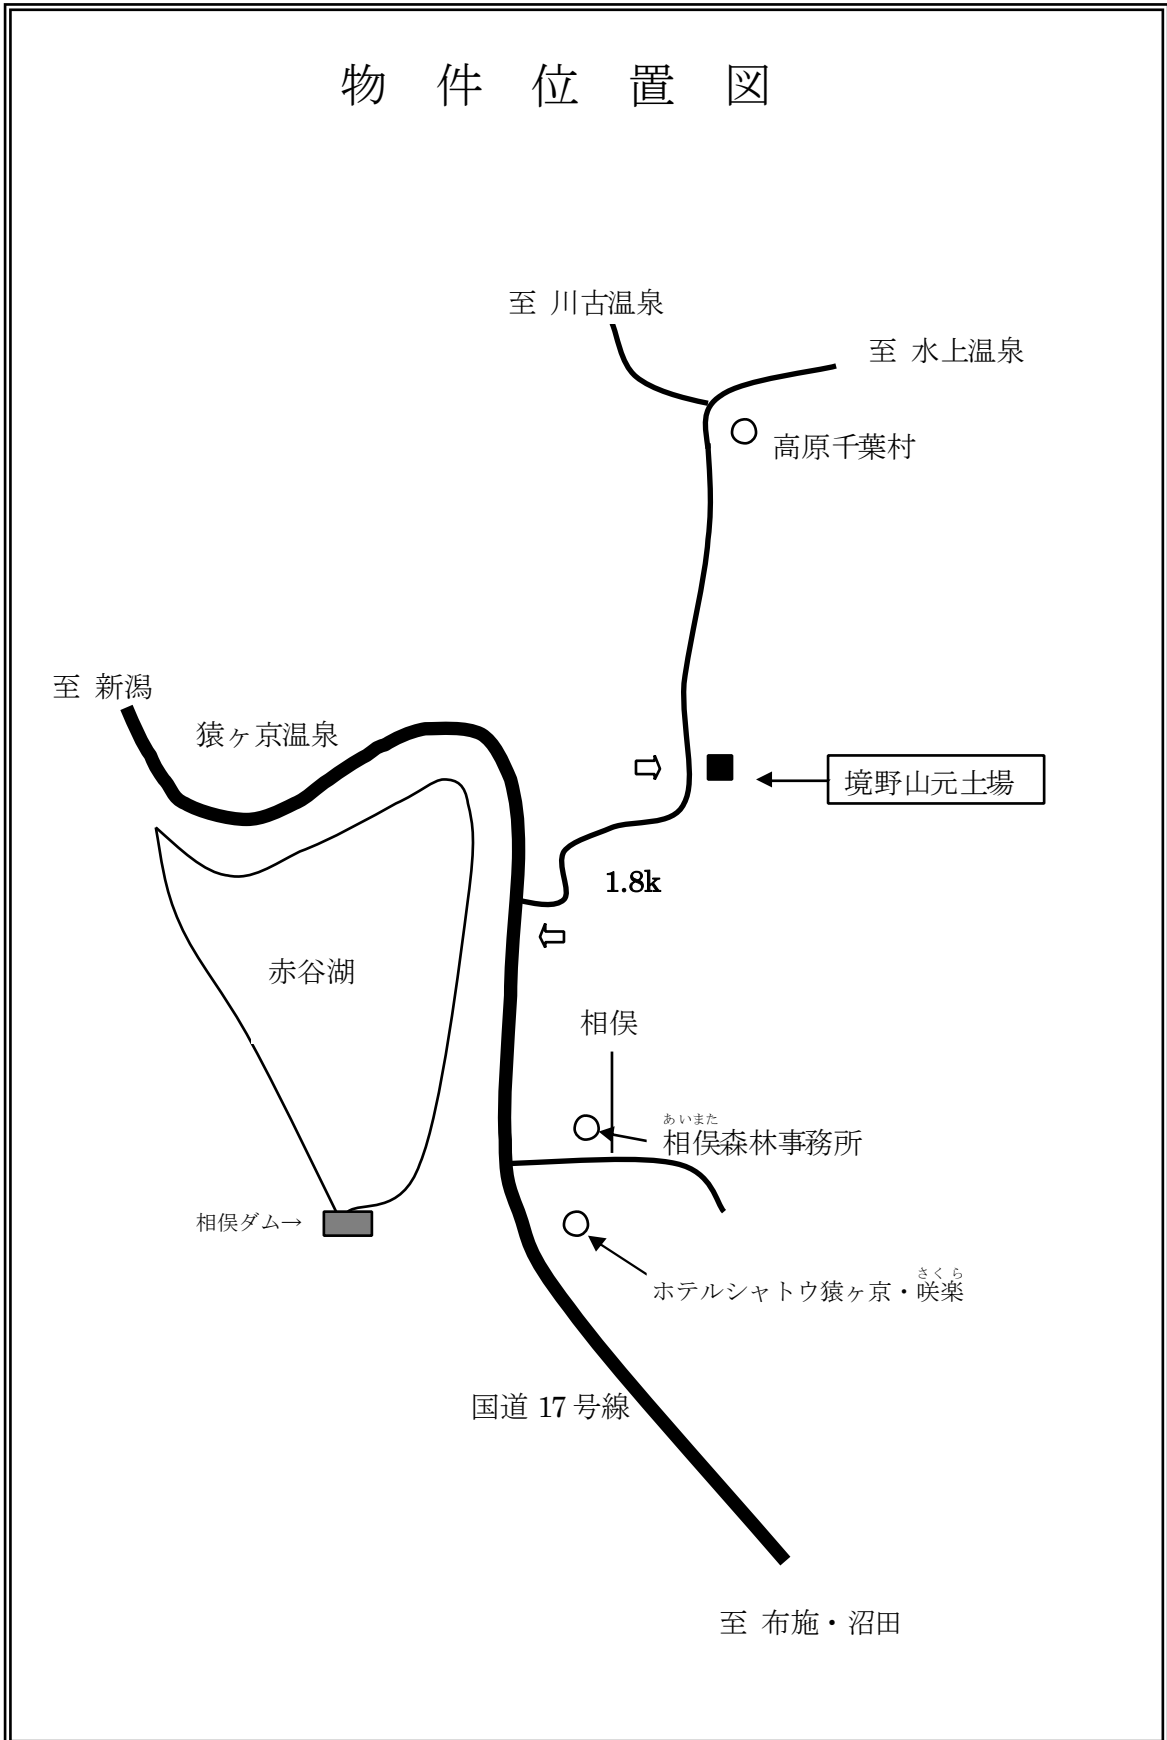 物件位置図
至 川古温泉
至 水上温泉
高原千葉村
至 新潟
猿ヶ京温泉
境野山元土場
1.8k
赤谷湖
相俣
あいまた
相俣森林事務所
相俣ダム→
さくら
ホテルシャトウ猿ヶ京・咲楽
国道 17 号線
至 布施・沼田